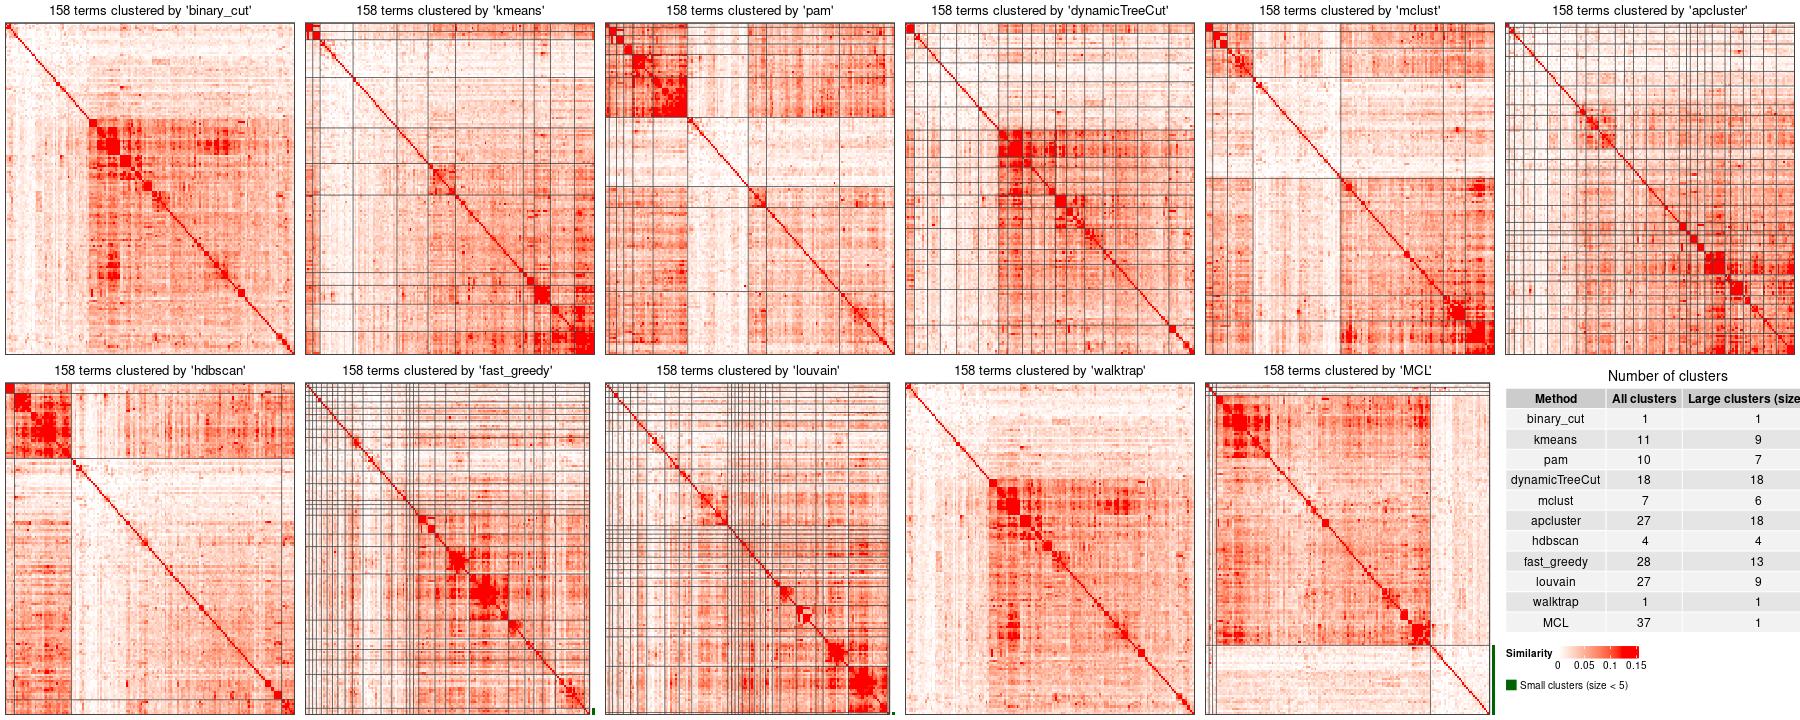 158 terms clustered by 'binary_cut'
158 terms clustered by 'kmeans'
158 terms clustered by 'pam'
158 terms clustered by 'dynamicTreeCut'
158 terms clustered by 'mclust'
158 terms clustered by 'apcluster'
158 terms clustered by 'hdbscan'
158 terms clustered by 'fast_greedy'
158 terms clustered by 'louvain'
158 terms clustered by 'walktrap'
158 terms clustered by 'MCL'
Number of clusters
Method All clusters Large clusters (size
binary_cut 1 1
kmeans 11 9
pam 10 7
dynamicTreeCut 18 18
mclust 7 6
apcluster 27 18
hdbscan 4 4
fast_greedy 28 13
louvain 27 9
walktrap 1 1
MCL 37 1
Similarity
0 0.05 0.1 0.15
Small clusters (size < 5)